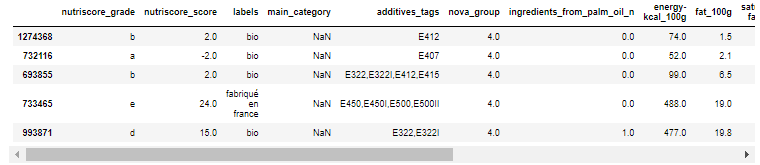 nutriscore_grade nutriscore_score labels main_category additives_tags nova_group ingredients_from_palm_oil_n energy-kcal_100g fat_100g
1274368 b 2.0 bio NaN E412 4.0 0.0 74.0 1.5
732116 a -2.0 bio NaN E407 4.0 0.0 52.0 2.1
693855 b 2.0 bio NaN E322,E322I,E412,E415 4.0 0.0 99.0 6.5
733465 e 24.0 fabriqué en france NaN E450,E450I,E500,E500II 4.0 0.0 488.0 19.0
993871 d 15.0 bio NaN E322,E322I 4.0 1.0 477.0 19.8